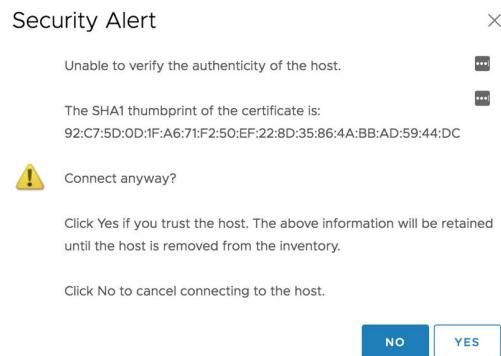 Security Alert
Unable to verify the authenticity of the host.
The SHA1 thumbprint of the certificate is:
92:C7:5D:0D:1F:A6:71:F2:50:EF:22:8D:35:86:4A:BB:AD:59:44:DC
Connect anyway?
Click Yes if you trust the host. The above information will be retained
until the host is removed from the inventory.
Click No to cancel connecting to the host.
NO
YES